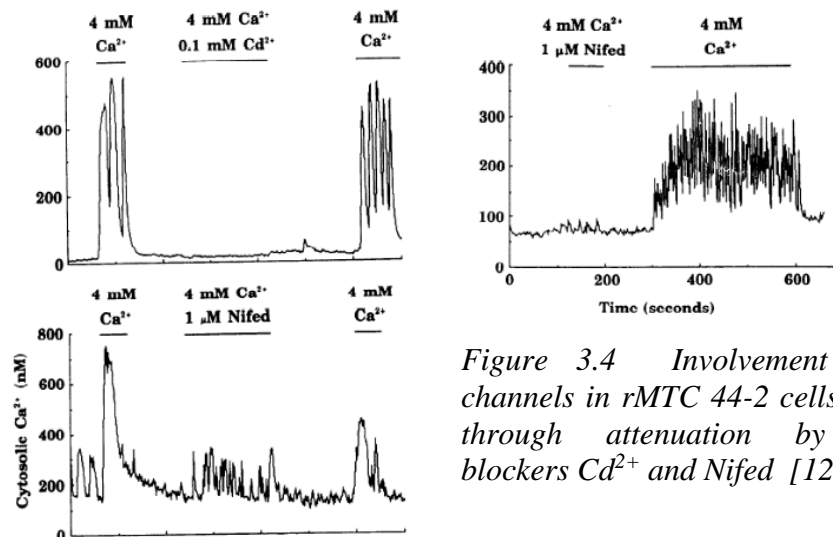 4 mM
Ca²⁺
4 mM Ca²⁺
0.1 mM Cd²⁺
4 mM
Ca²⁺
600
400
200
0
4 mM Ca²⁺
1 µM Nifed
4 mM
Ca²⁺
400
300
200
100
0
0
200
400
600
Time (seconds)
4 mM
Ca²⁺
4 mM Ca²⁺
1 µM Nifed
4 mM
Ca²⁺
Cytosolic Ca²⁺ (nM)
800
600
400
200
0
Figure 3.4 Involvement
channels in rMTC 44-2 cells
through attenuation by
blockers Cd²⁺ and Nifed [12